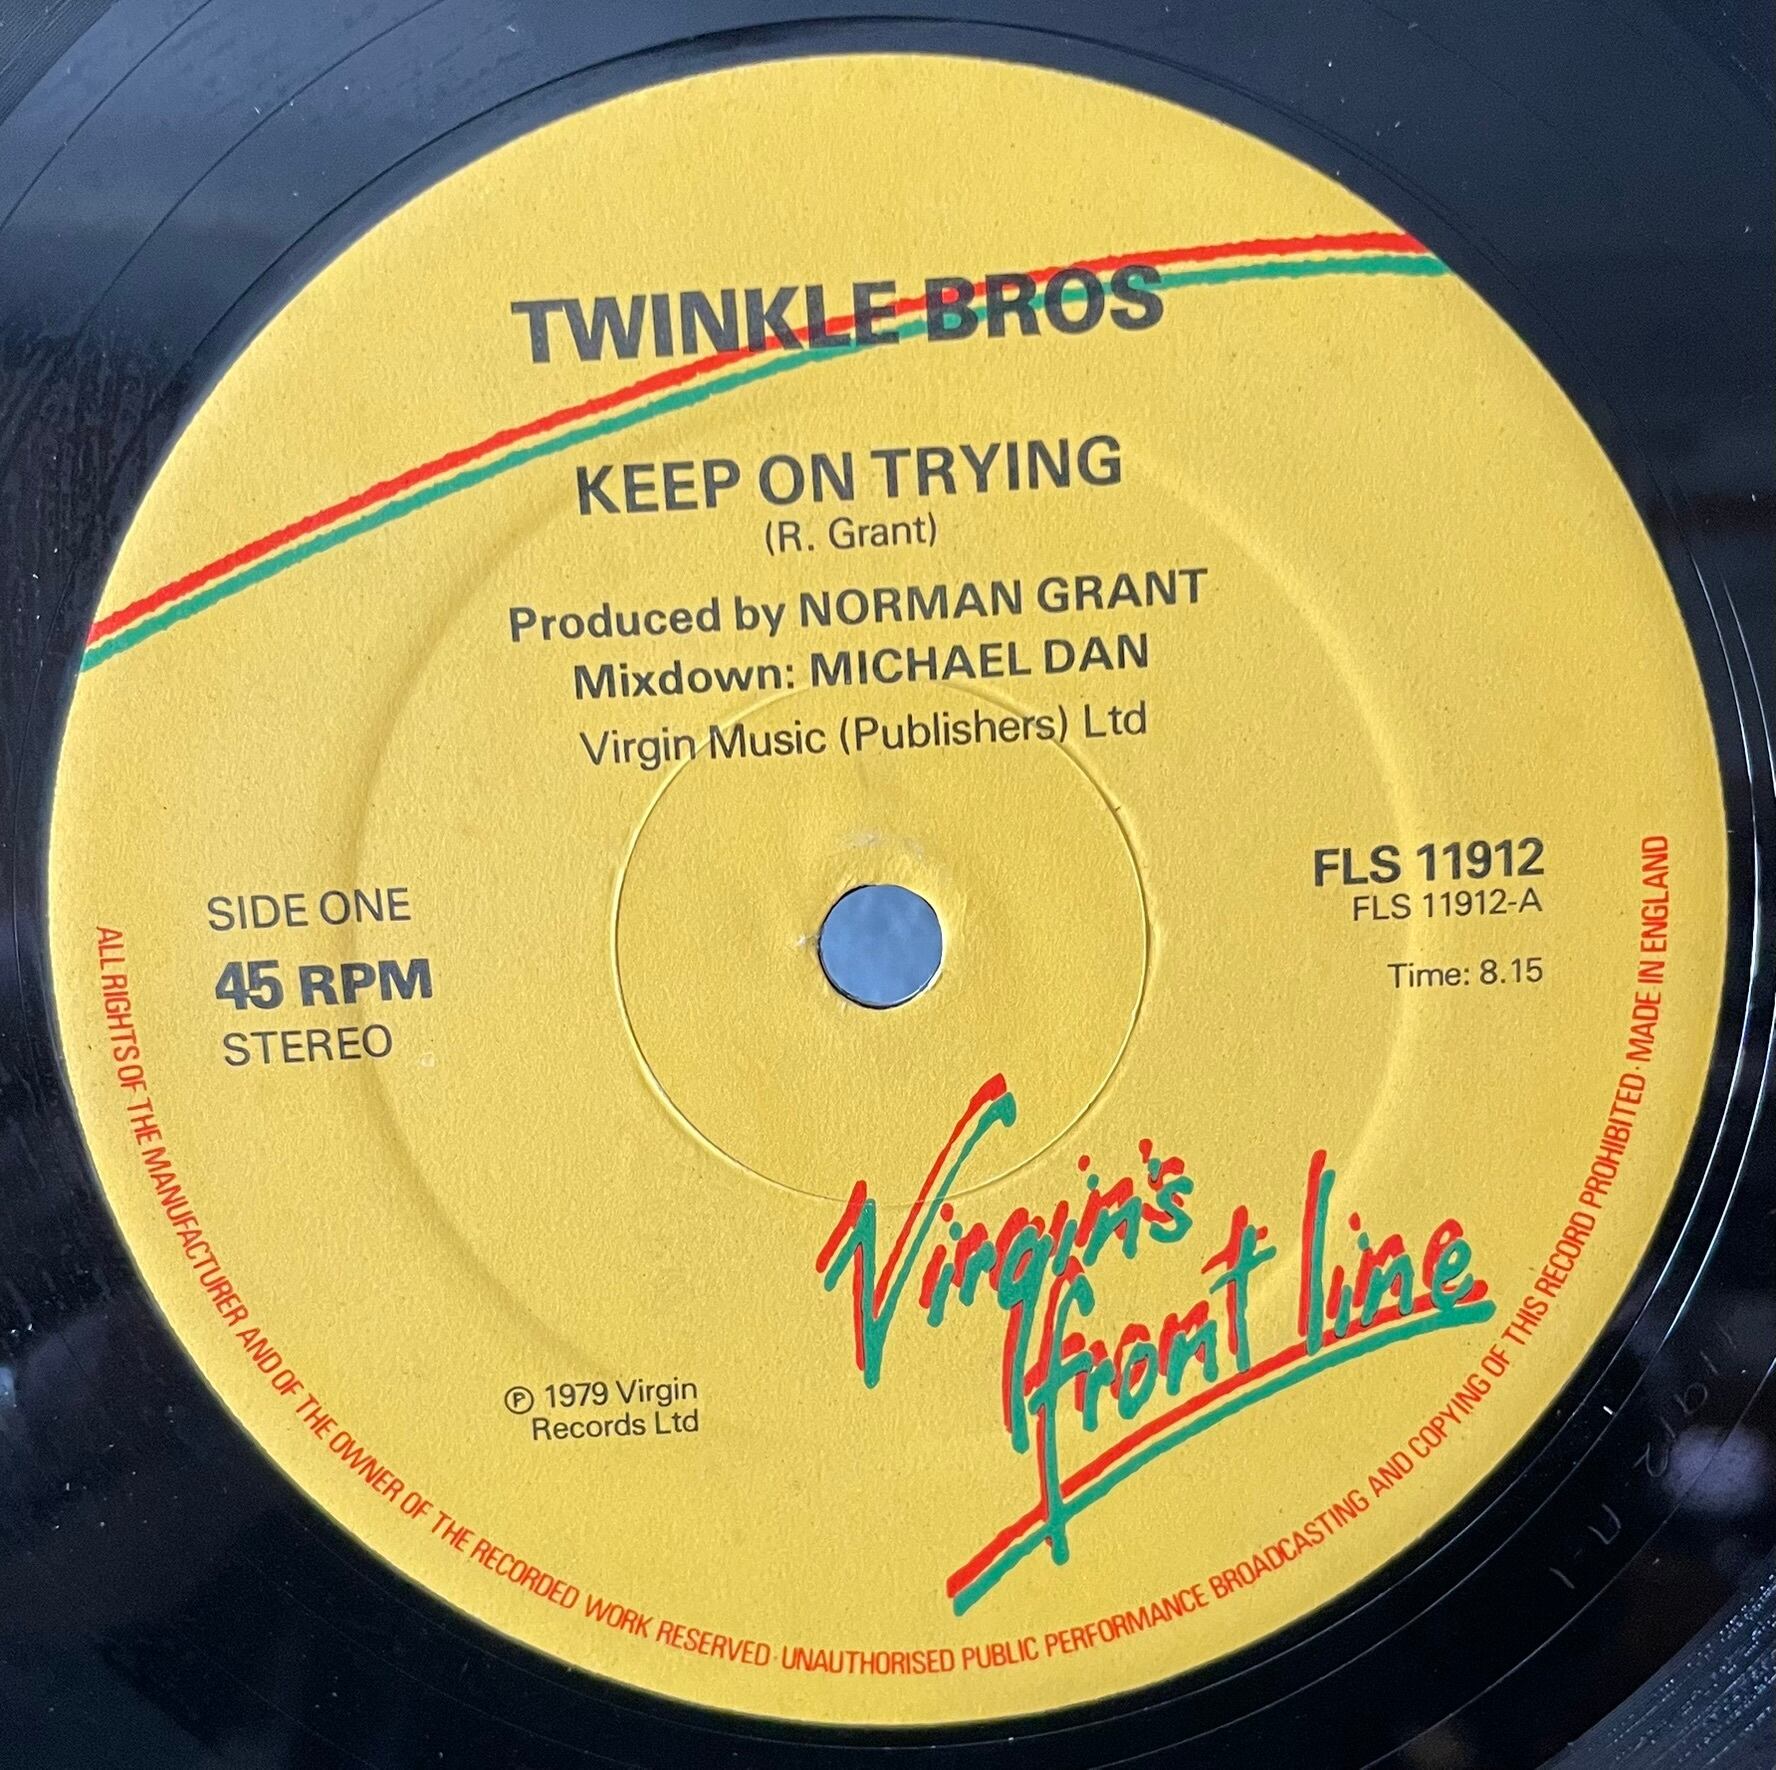 TWINKLE BROS
KEEP ON TRYING
(R. Grant)
Produced by NORMAN GRANT
Mixdown: MICHAEL DAN
Virgin Music (Publishers) Ltd
SIDE ONE
45 RPM
STEREO
FLS 11912
FLS 11912-A
Time: 8.15
Virgin's
front line
℗ 1979 Virgin
Records Ltd
ALL RIGHTS OF THE MANUFACTURER AND OF THE OWNER OF THE RECORDED WORK RESERVED · UNAUTHORISED PUBLIC PERFORMANCE BROADCASTING AND COPYING OF THIS RECORD PROHIBITED · MADE IN ENGLAND